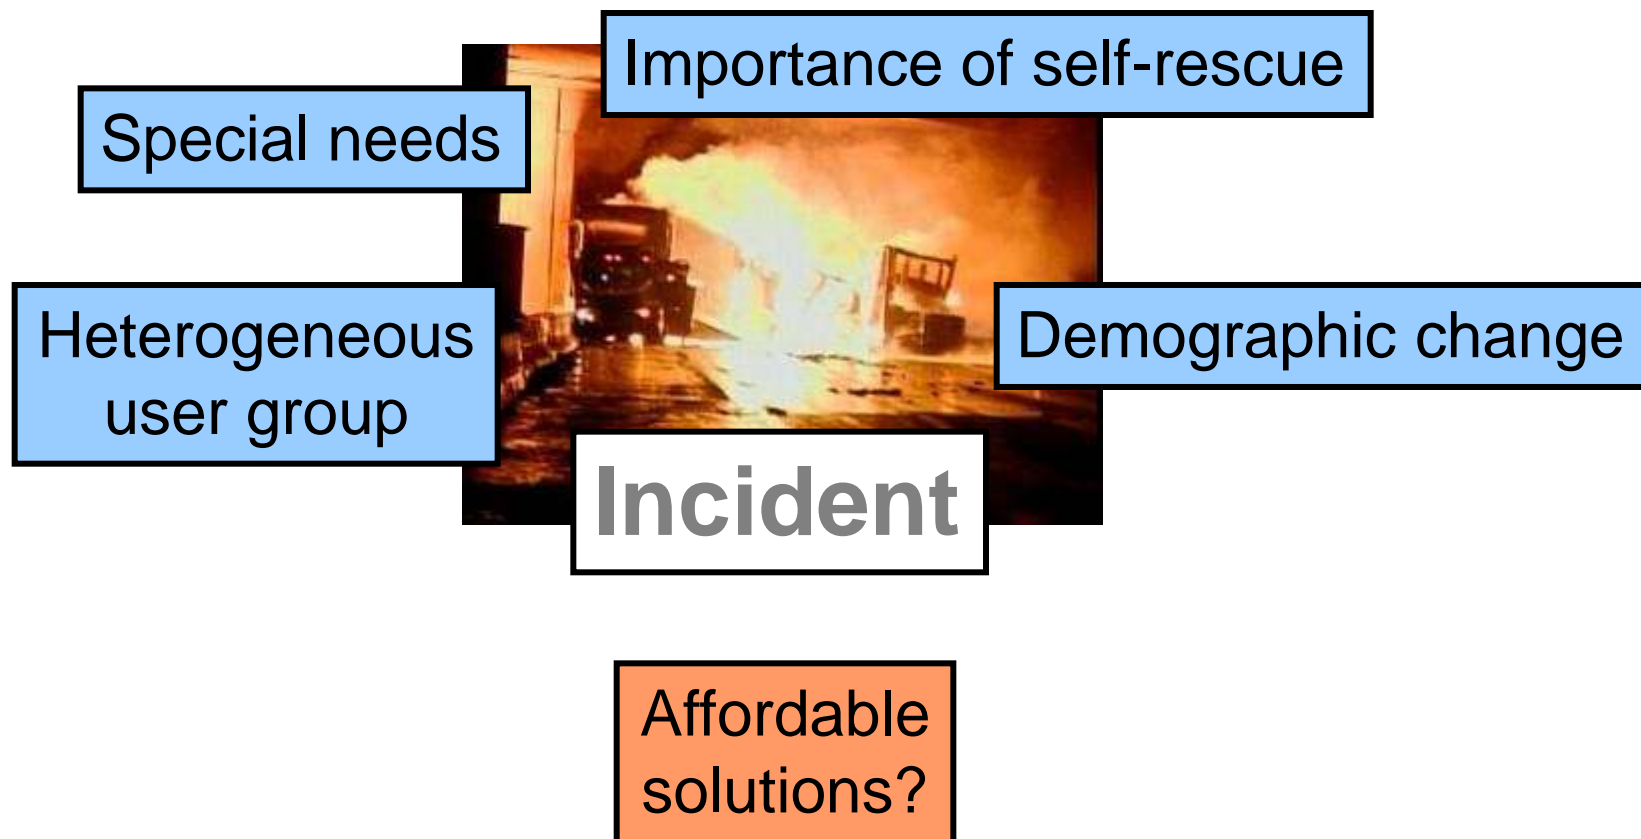 Importance of self-rescue
Special needs
Heterogeneous
user group
Demographic change
Incident
Affordable
solutions?